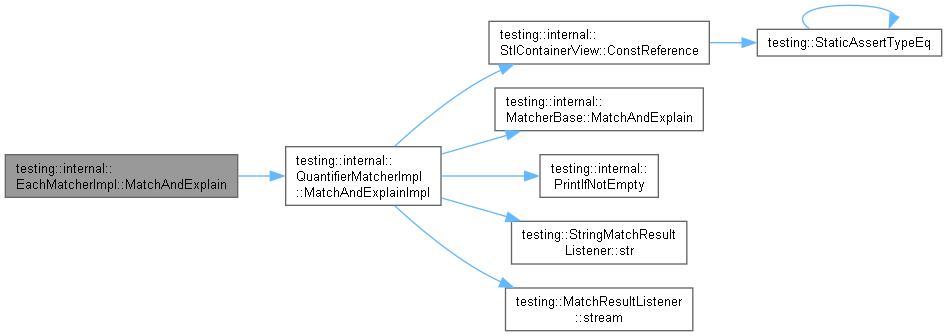 testing::internal::
EachMatcherImpl::MatchAndExplain
testing::internal::
QuantifierMatcherImpl
::MatchAndExplainImpl
testing::internal::
StlContainerView::ConstReference
testing::StaticAssertTypeEq
testing::internal::
MatcherBase::MatchAndExplain
testing::internal::
PrintIfNotEmpty
testing::StringMatchResult
Listener::str
testing::MatchResultListener
::stream